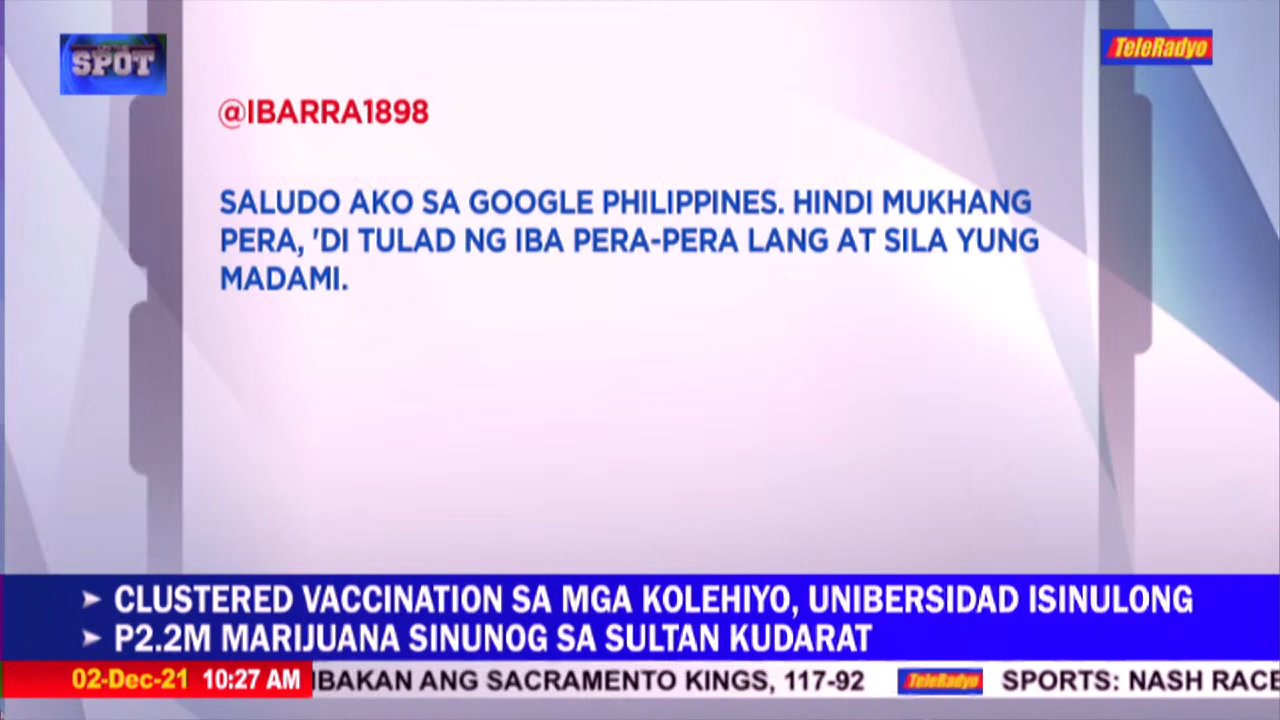 SPOT
TeleRadyo
@IBARRA1898
SALUDO AKO SA GOOGLE PHILIPPINES. HINDI MUKHANG
PERA, 'DI TULAD NG IBA PERA-PERA LANG AT SILA YUNG
MADAMI.
CLUSTERED VACCINATION SA MGA KOLEHIYO, UNIBERSIDAD ISINULONG
P2.2M MARIJUANA SINUNOG SA SULTAN KUDARAT
02-Dec-21 10:27 AM IBAKAN ANG SACRAMENTO KINGS, 117-92 TeleRadyo SPORTS: NASH RACE